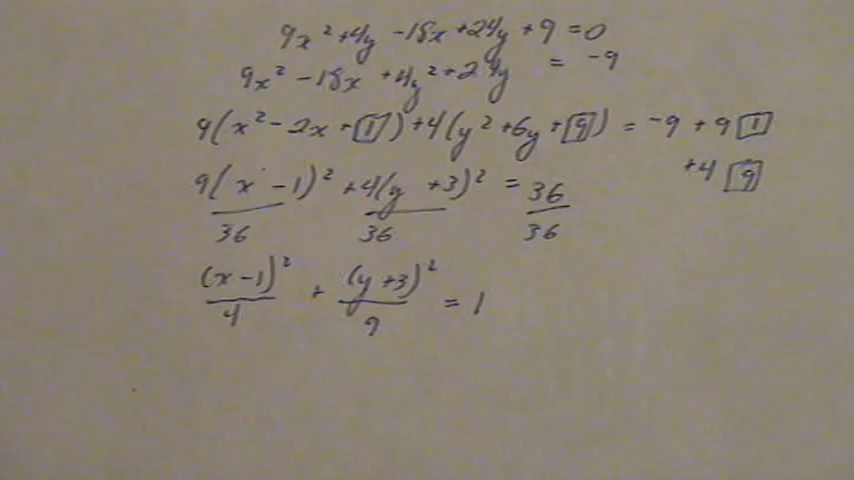 9x² + 4y - 18x + 24y + 9 = 0
9x² - 18x + 4y² + 24y = -9
9(x² - 2x + 1) + 4(y² + 6y + 9) = -9 + 9 1
+4 9
9(x - 1)² + 4(y + 3)² = 36
36 36 36
(x - 1)² + (y + 3)² = 1
4 9